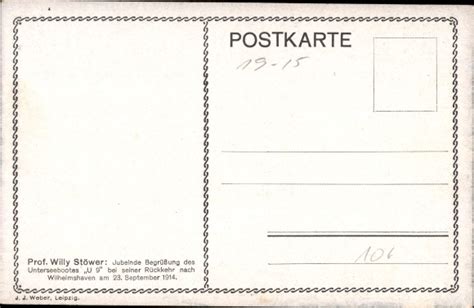 POSTKARTE
19-15
106
Prof. Willy Stöwer: Jubelnde Begrüßung des
Unterseebootes „U 9" bei seiner Rückkehr nach
Wilhelmshaven am 23. September 1914.
J. J. Weber, Leipzig.